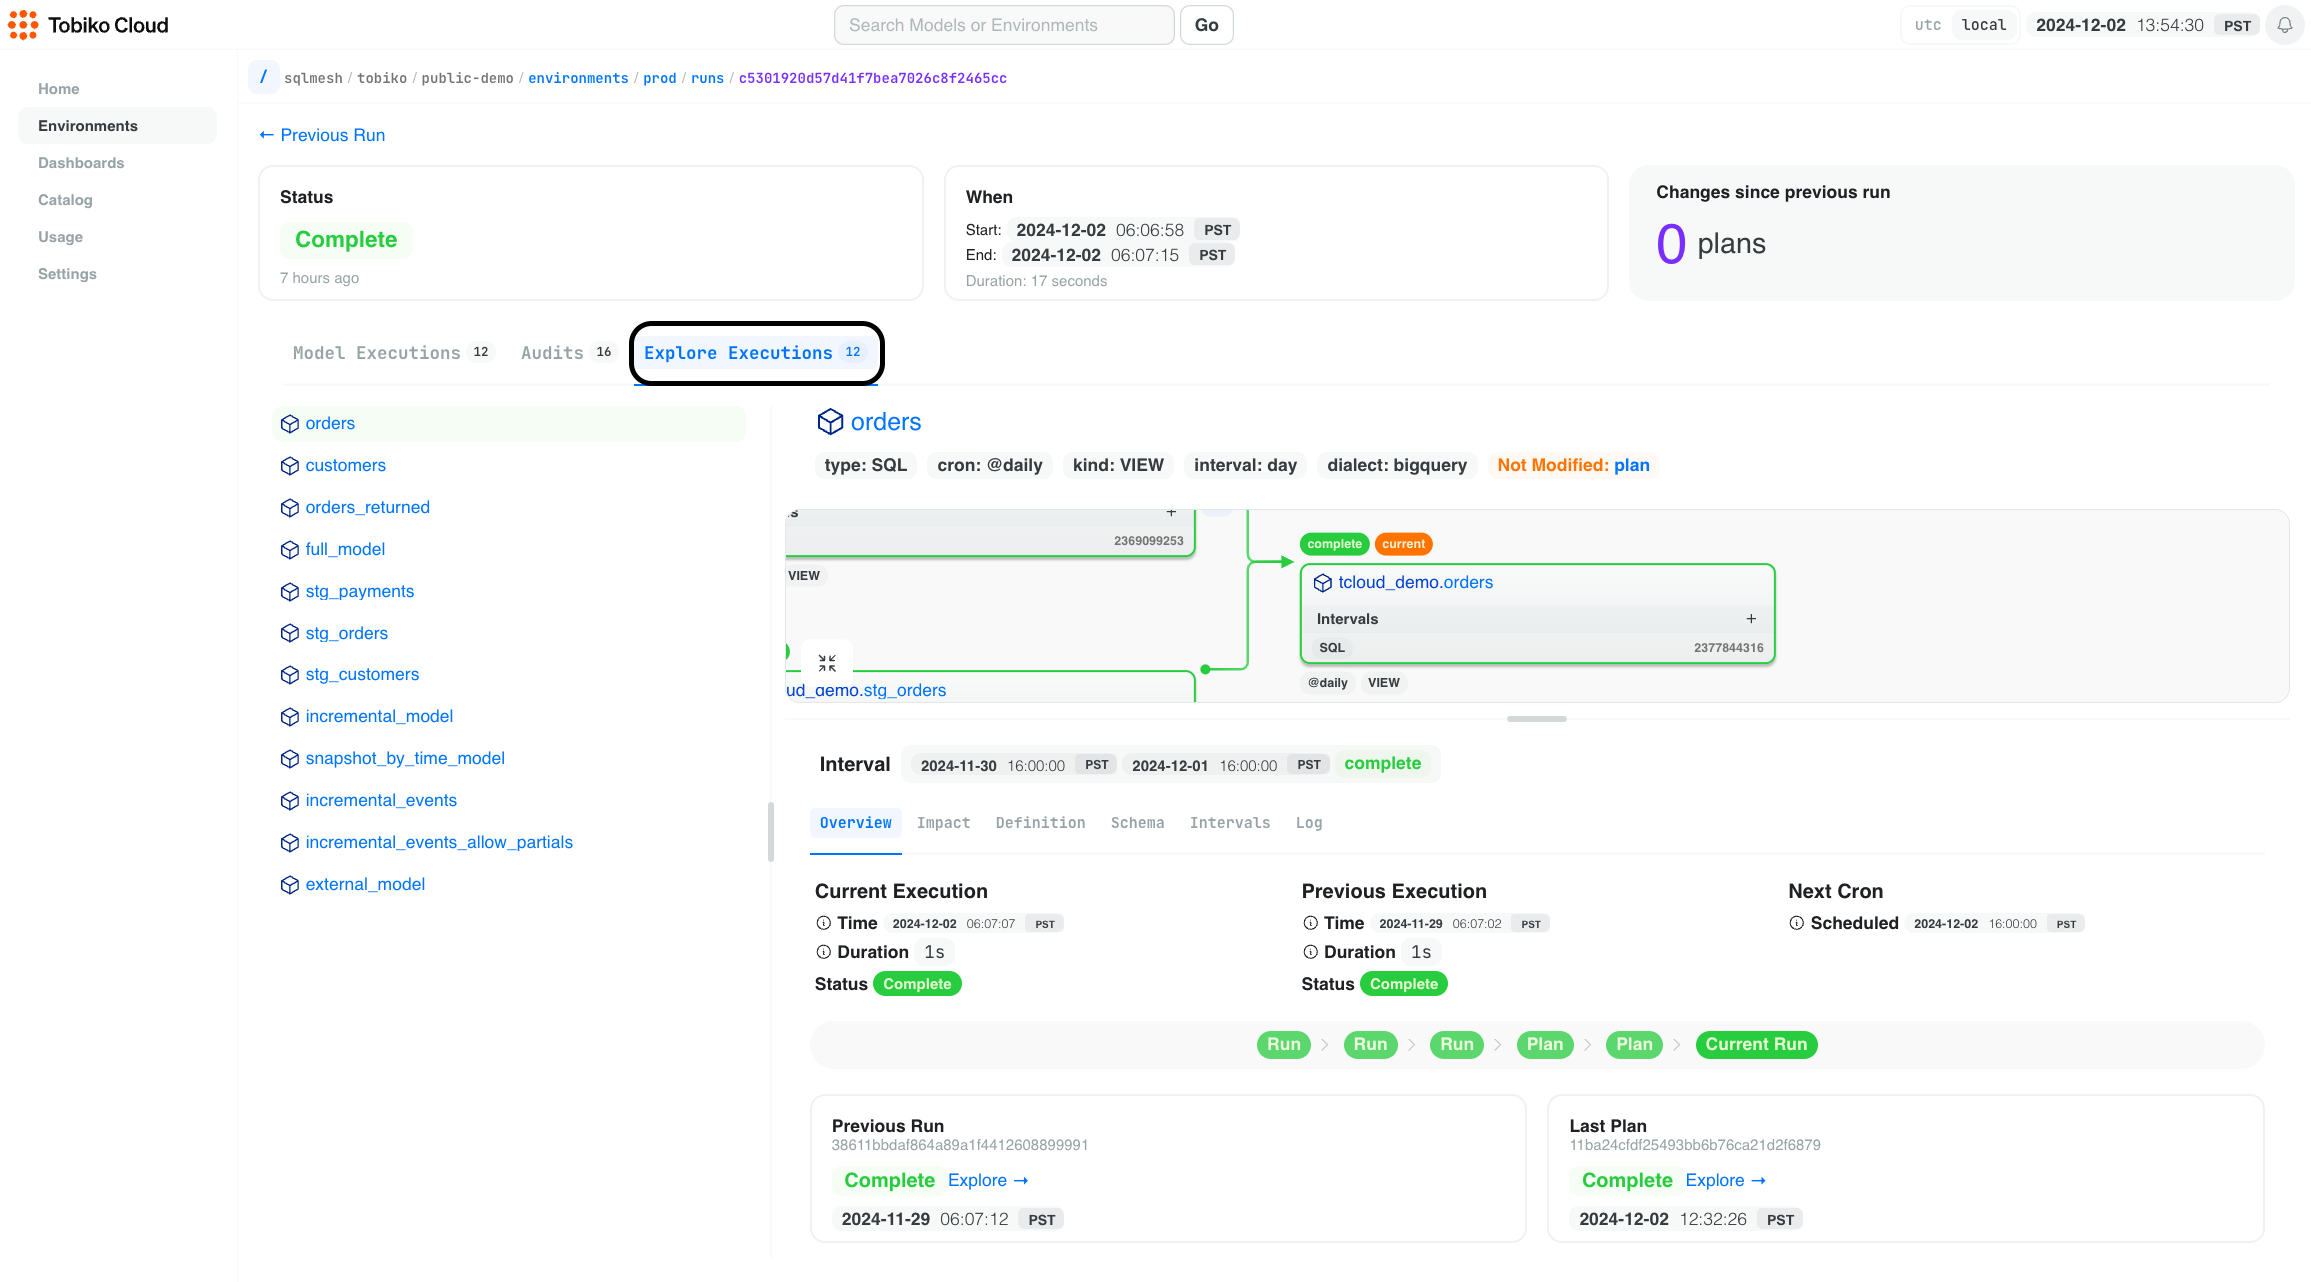 Tobiko Cloud
Search Models or Environments
Go
utc local 2024-12-02 13:54:30 PST
Home
Environments
Dashboards
Catalog
Usage
Settings
/ sqlmesh / tobiko / public-demo / environments / prod / runs / c5301920d57d41f7bea7026c8f2465cc
← Previous Run
Status
Complete
7 hours ago
When
Start: 2024-12-02 06:06:58 PST
End: 2024-12-02 06:07:15 PST
Duration: 17 seconds
Changes since previous run
0 plans
Model Executions 12
Audits 16
Explore Executions 12
orders
customers
orders_returned
full_model
stg_payments
stg_orders
stg_customers
incremental_model
snapshot_by_time_model
incremental_events
incremental_events_allow_partials
external_model
orders
type: SQL cron: @daily kind: VIEW interval: day dialect: bigquery Not Modified: plan
s +
2369099253
VIEW
ud_demo.stg_orders
complete current
tcloud_demo.orders
Intervals +
SQL 2377844316
@daily VIEW
Interval 2024-11-30 16:00:00 PST 2024-12-01 16:00:00 PST complete
Overview Impact Definition Schema Intervals Log
Current Execution
Time 2024-12-02 06:07:07 PST
Duration 1s
Status Complete
Previous Execution
Time 2024-11-29 06:07:02 PST
Duration 1s
Status Complete
Next Cron
Scheduled 2024-12-02 16:00:00 PST
Run > Run > Run > Plan > Plan > Current Run
Previous Run
38611bbdaf864a89a1f4412608899991
Complete Explore →
2024-11-29 06:07:12 PST
Last Plan
11ba24cfdf25493bb6b76ca21d2f6879
Complete Explore →
2024-12-02 12:32:26 PST